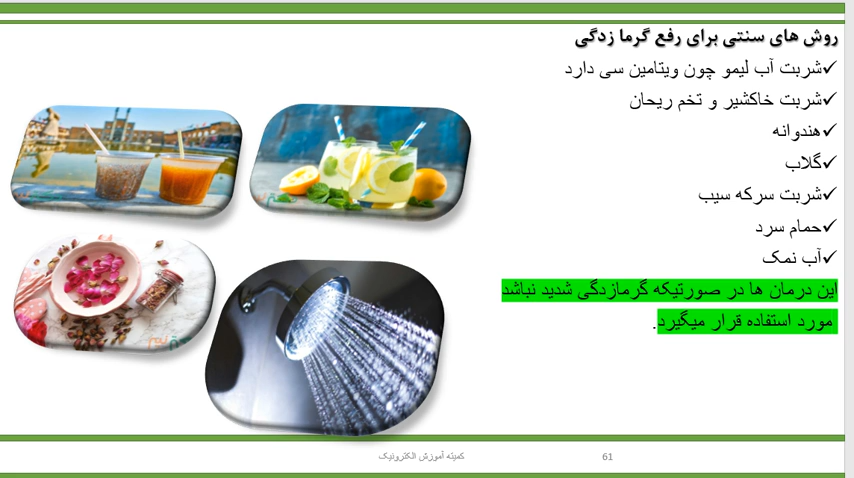 روش های سنتی برای رفع گرما زدگی
✓شربت آب لیمو چون ویتامین سی دارد
✓شربت خاکشیر و تخم ریحان
✓هندوانه
✓گلاب
✓شربت سرکه سیب
✓حمام سرد
✓آب نمک
این درمان ها در صورتیکه گرمازدگی شدید نباشد
مورد استفاده قرار میگیرد.
کمیته آموزش الکترونیک
61